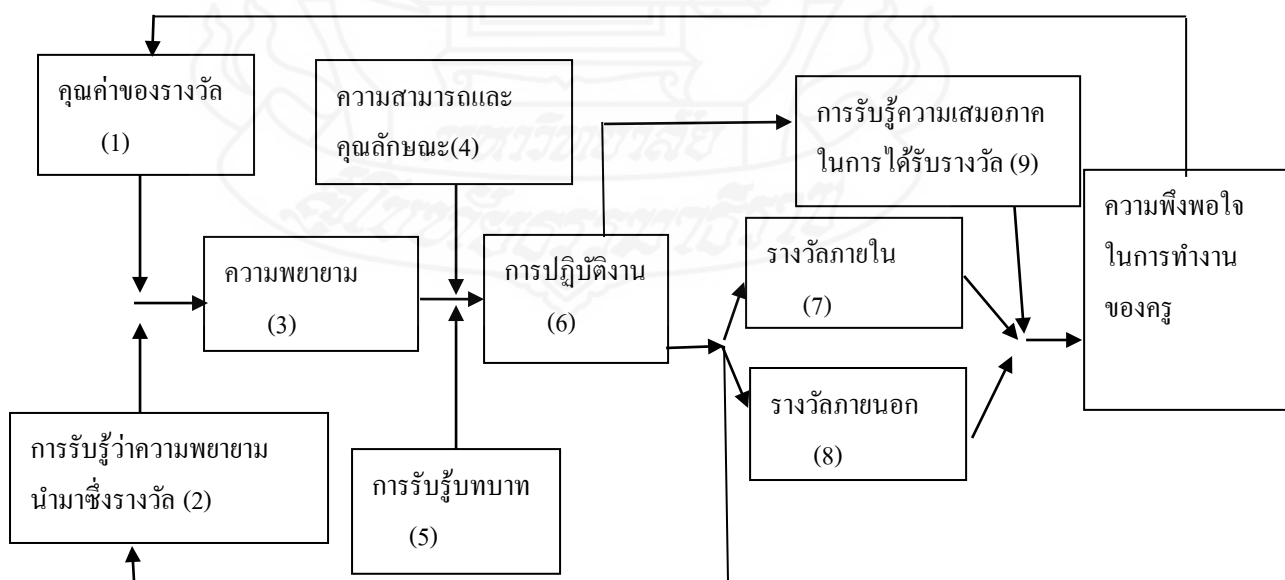 คุณค่าของรางวัล
(1)
ความสามารถและ
คุณลักษณะ(4)
การรับรู้ความเสมอภาค
ในการได้รับรางวัล (9)
ความพึงพอใจ
ในการทำงาน
ของครู
ความพยายาม
(3)
การปฏิบัติงาน
(6)
รางวัลภายใน
(7)
รางวัลภายนอก
(8)
การรับรู้ว่าความพยายาม
นำมาซึ่งรางวัล (2)
การรับรู้บทบาท
(5)